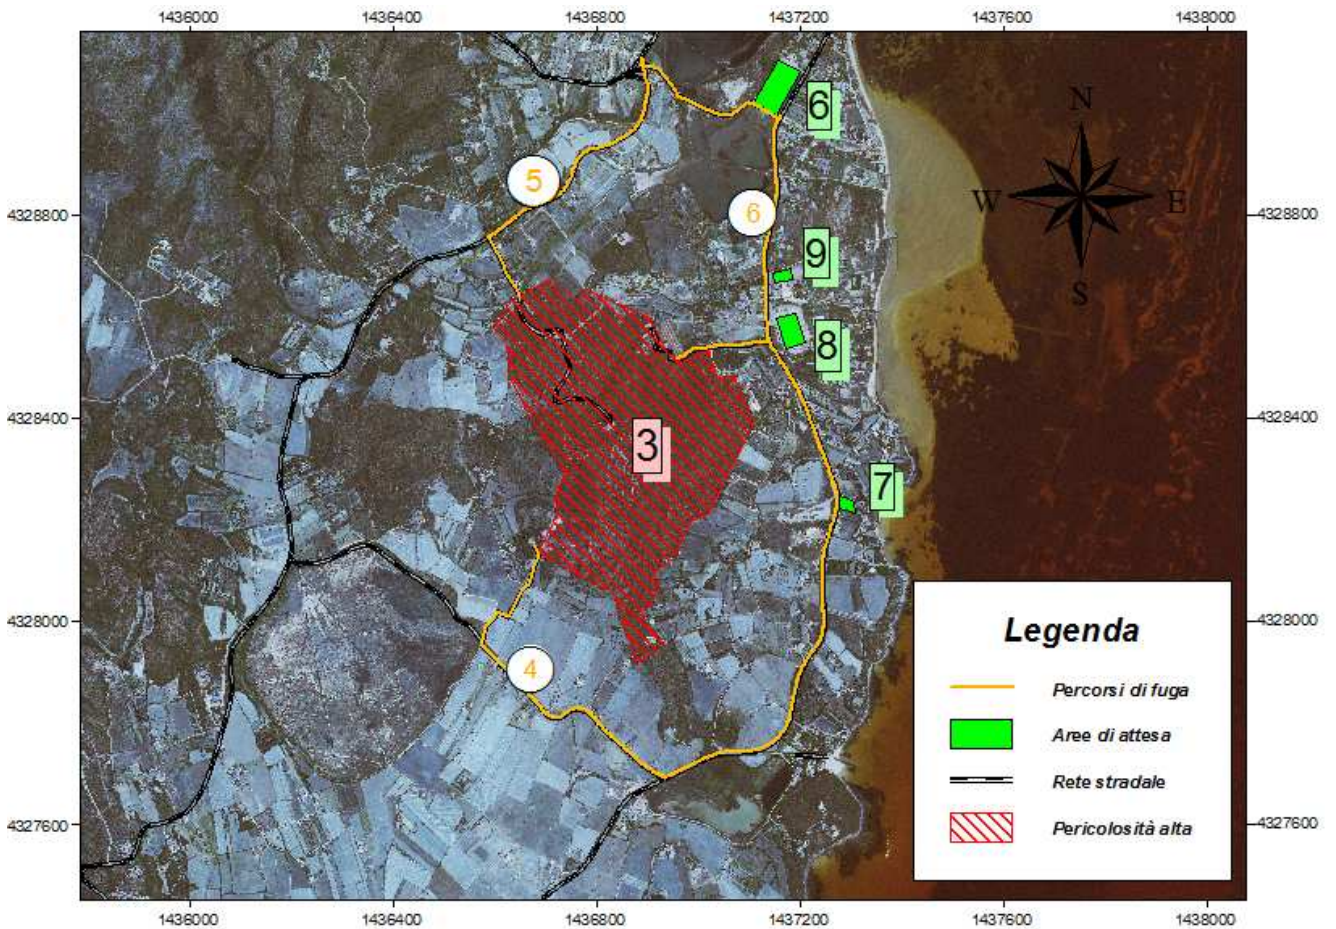 1436000 1436400 1436800 1437200 1437600 1438000
6
N
5
W E
4328800 6 4328800
9
S
8
4328400 4328400
3
7
4328000 4328000
Legenda
4
Percorsi di fuga
Aree di attesa
Rete stradale
4327600 4327600
Pericolosità alta
1436000 1436400 1436800 1437200 1437600 1438000